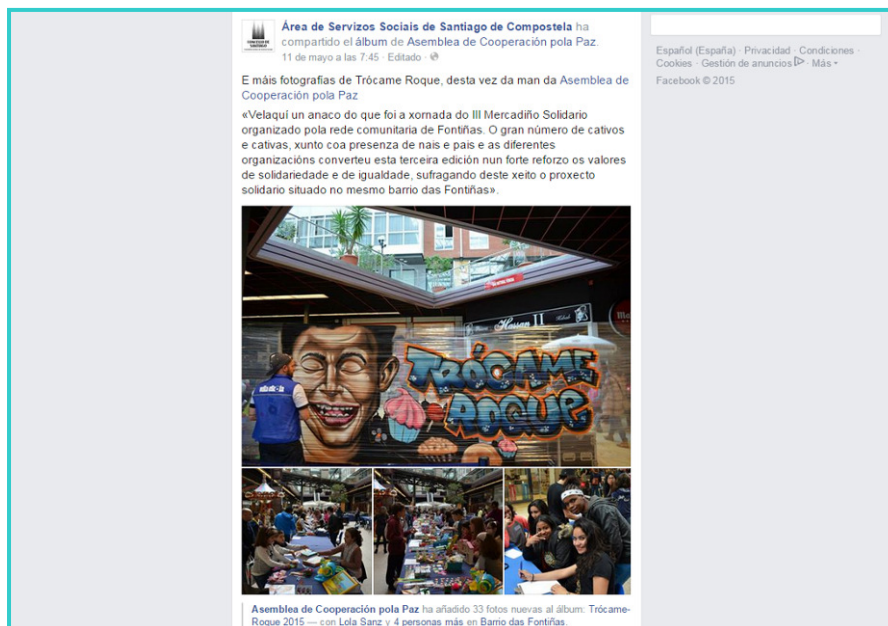 Área de Servizos Sociais de Santiago de Compostela ha
compartido el álbum de Asemblea de Cooperación pola Paz.
11 de mayo a las 7:45 · Editado ·
E máis fotografías de Trócame Roque, desta vez da man da Asemblea de
Cooperación pola Paz
«Velaquí un anaco do que foi a xornada do III Mercadiño Solidario
organizado pola rede comunitaria de Fontiñas. O gran número de cativos
e cativas, xunto coa presenza de nais e pais e as diferentes
organizacións converteu esta terceira edición nun forte reforzo os valores
de solidariedade e de igualdade, sufragando deste xeito o proxecto
solidario situado no mesmo barrio das Fontiñas».
Hassan II
TRÓCAME
ROQUE
Asemblea de Cooperación pola Paz ha añadido 33 fotos nuevas al álbum: Trócame-
Roque 2015 — con Lola Sanz y 4 personas más en Barrio das Fontiñas.
Español (España) · Privacidad · Condiciones ·
Cookies · Gestión de anuncios · Más
Facebook © 2015